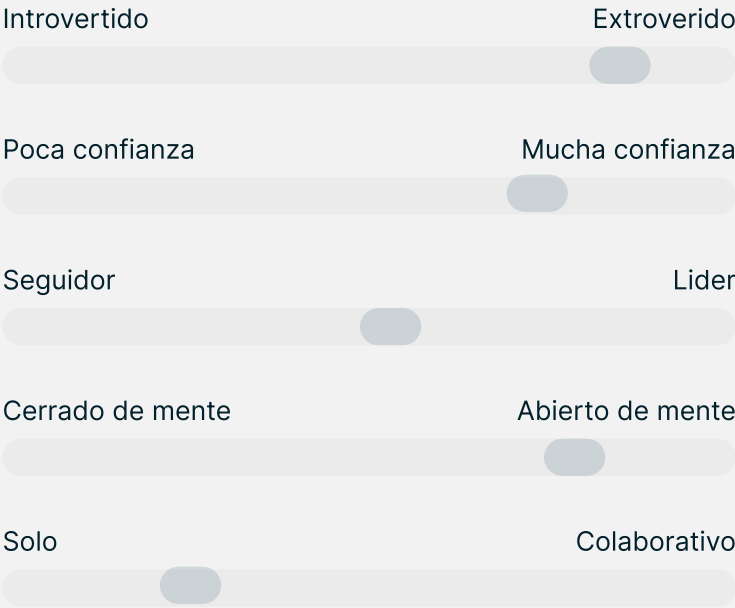 Introvertido Extroverido
Poca confianza Mucha confianza
Seguidor Lider
Cerrado de mente Abierto de mente
Solo Colaborativo